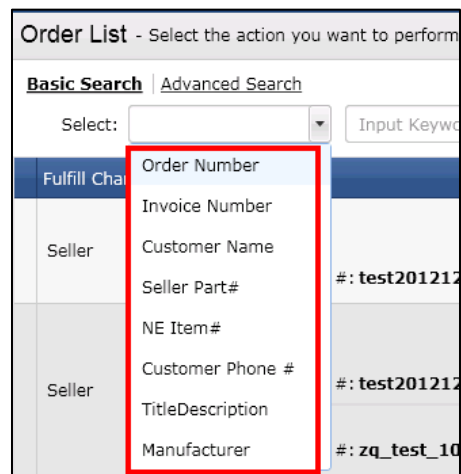 Order List - Select the action you want to perform
Basic Search | Advanced Search
Select:
Input Keywo
Fulfill Cha
Order Number
Invoice Number
Customer Name
Seller
Seller Part#
#: test201212
NE Item#
Customer Phone #
Seller
#: test201212
TitleDescription
Manufacturer
#: zq_test_10